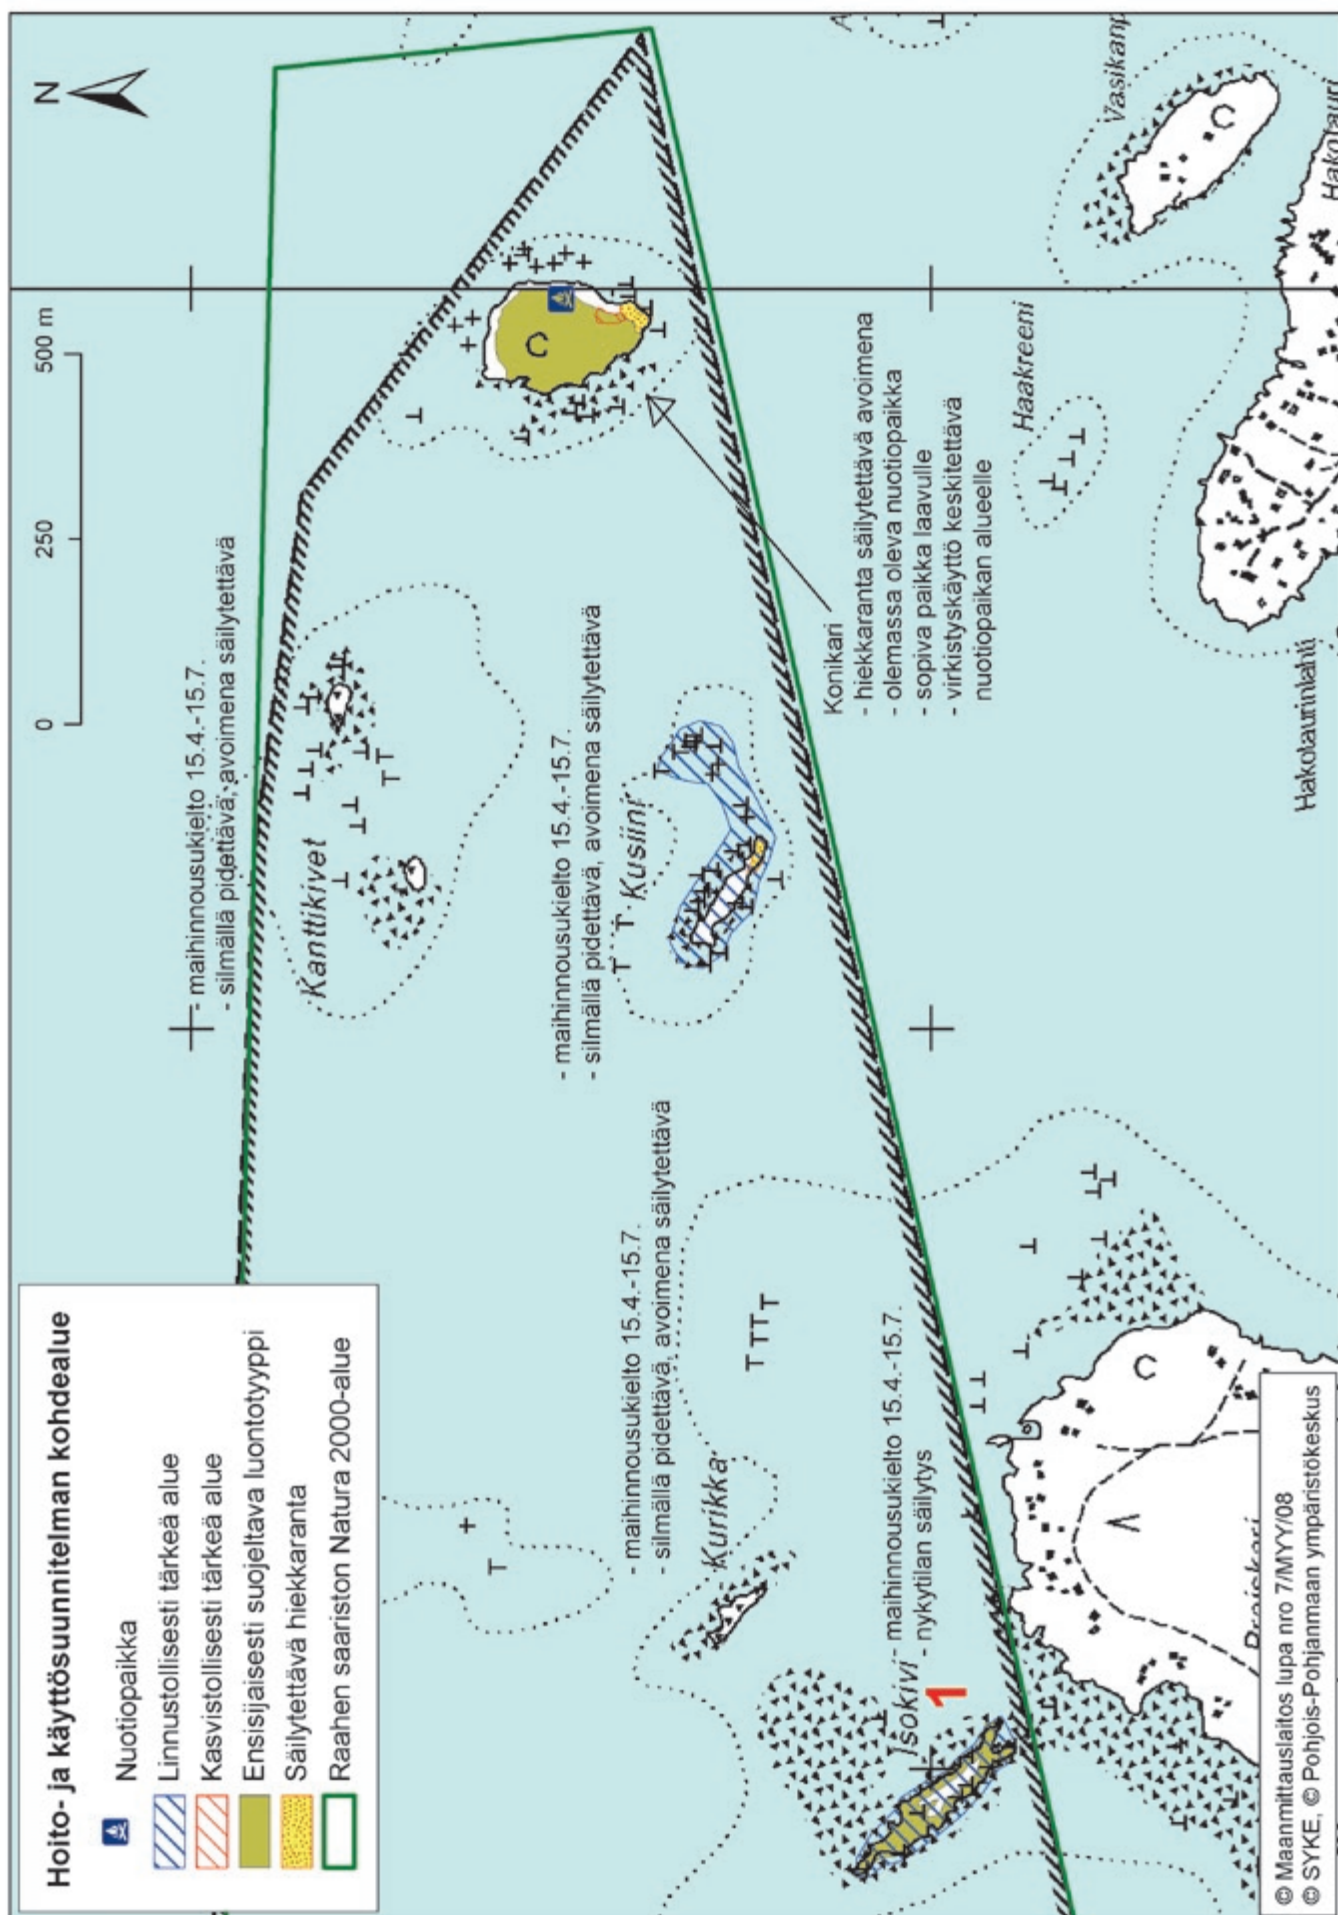 Hoito- ja käyttösuunnitelman kohdealue
Nuotiopaikka
Linnustollisesti tärkeä alue
Kasvistollisesti tärkeä alue
Ensisijaisesti suojeltava luontotyyppi
Säilytettävä hiekkaranta
Raahen saariston Natura 2000-alue
0 250 500 m
N
- maihinnousukielto 15.4.-15.7.
- silmällä pidettävä, avoimena säilytettävä
Kanttikivet
C
- maihinnousukielto 15.4.-15.7.
- silmällä pidettävä, avoimena säilytettävä
Kusiini
- maihinnousukielto 15.4.-15.7.
- silmällä pidettävä, avoimena säilytettävä
Kurikka
Konikari
- hiekkaranta säilytettävä avoimena
- olemassa oleva nuotiopaikka
- sopiva paikka laavulle
- virkistyskäyttö keskitettävä
nuotiopaikan alueelle
Isokivi
- maihinnousukielto 15.4.-15.7.
- nykytilan säilytys
1
Haakreeni
Vasikanp
C
Hakotauri
Hakotaurinlahti
C
© Maanmittauslaitos lupa nro 7/MYY/08
© SYKE, © Pohjois-Pohjanmaan ympäristökeskus